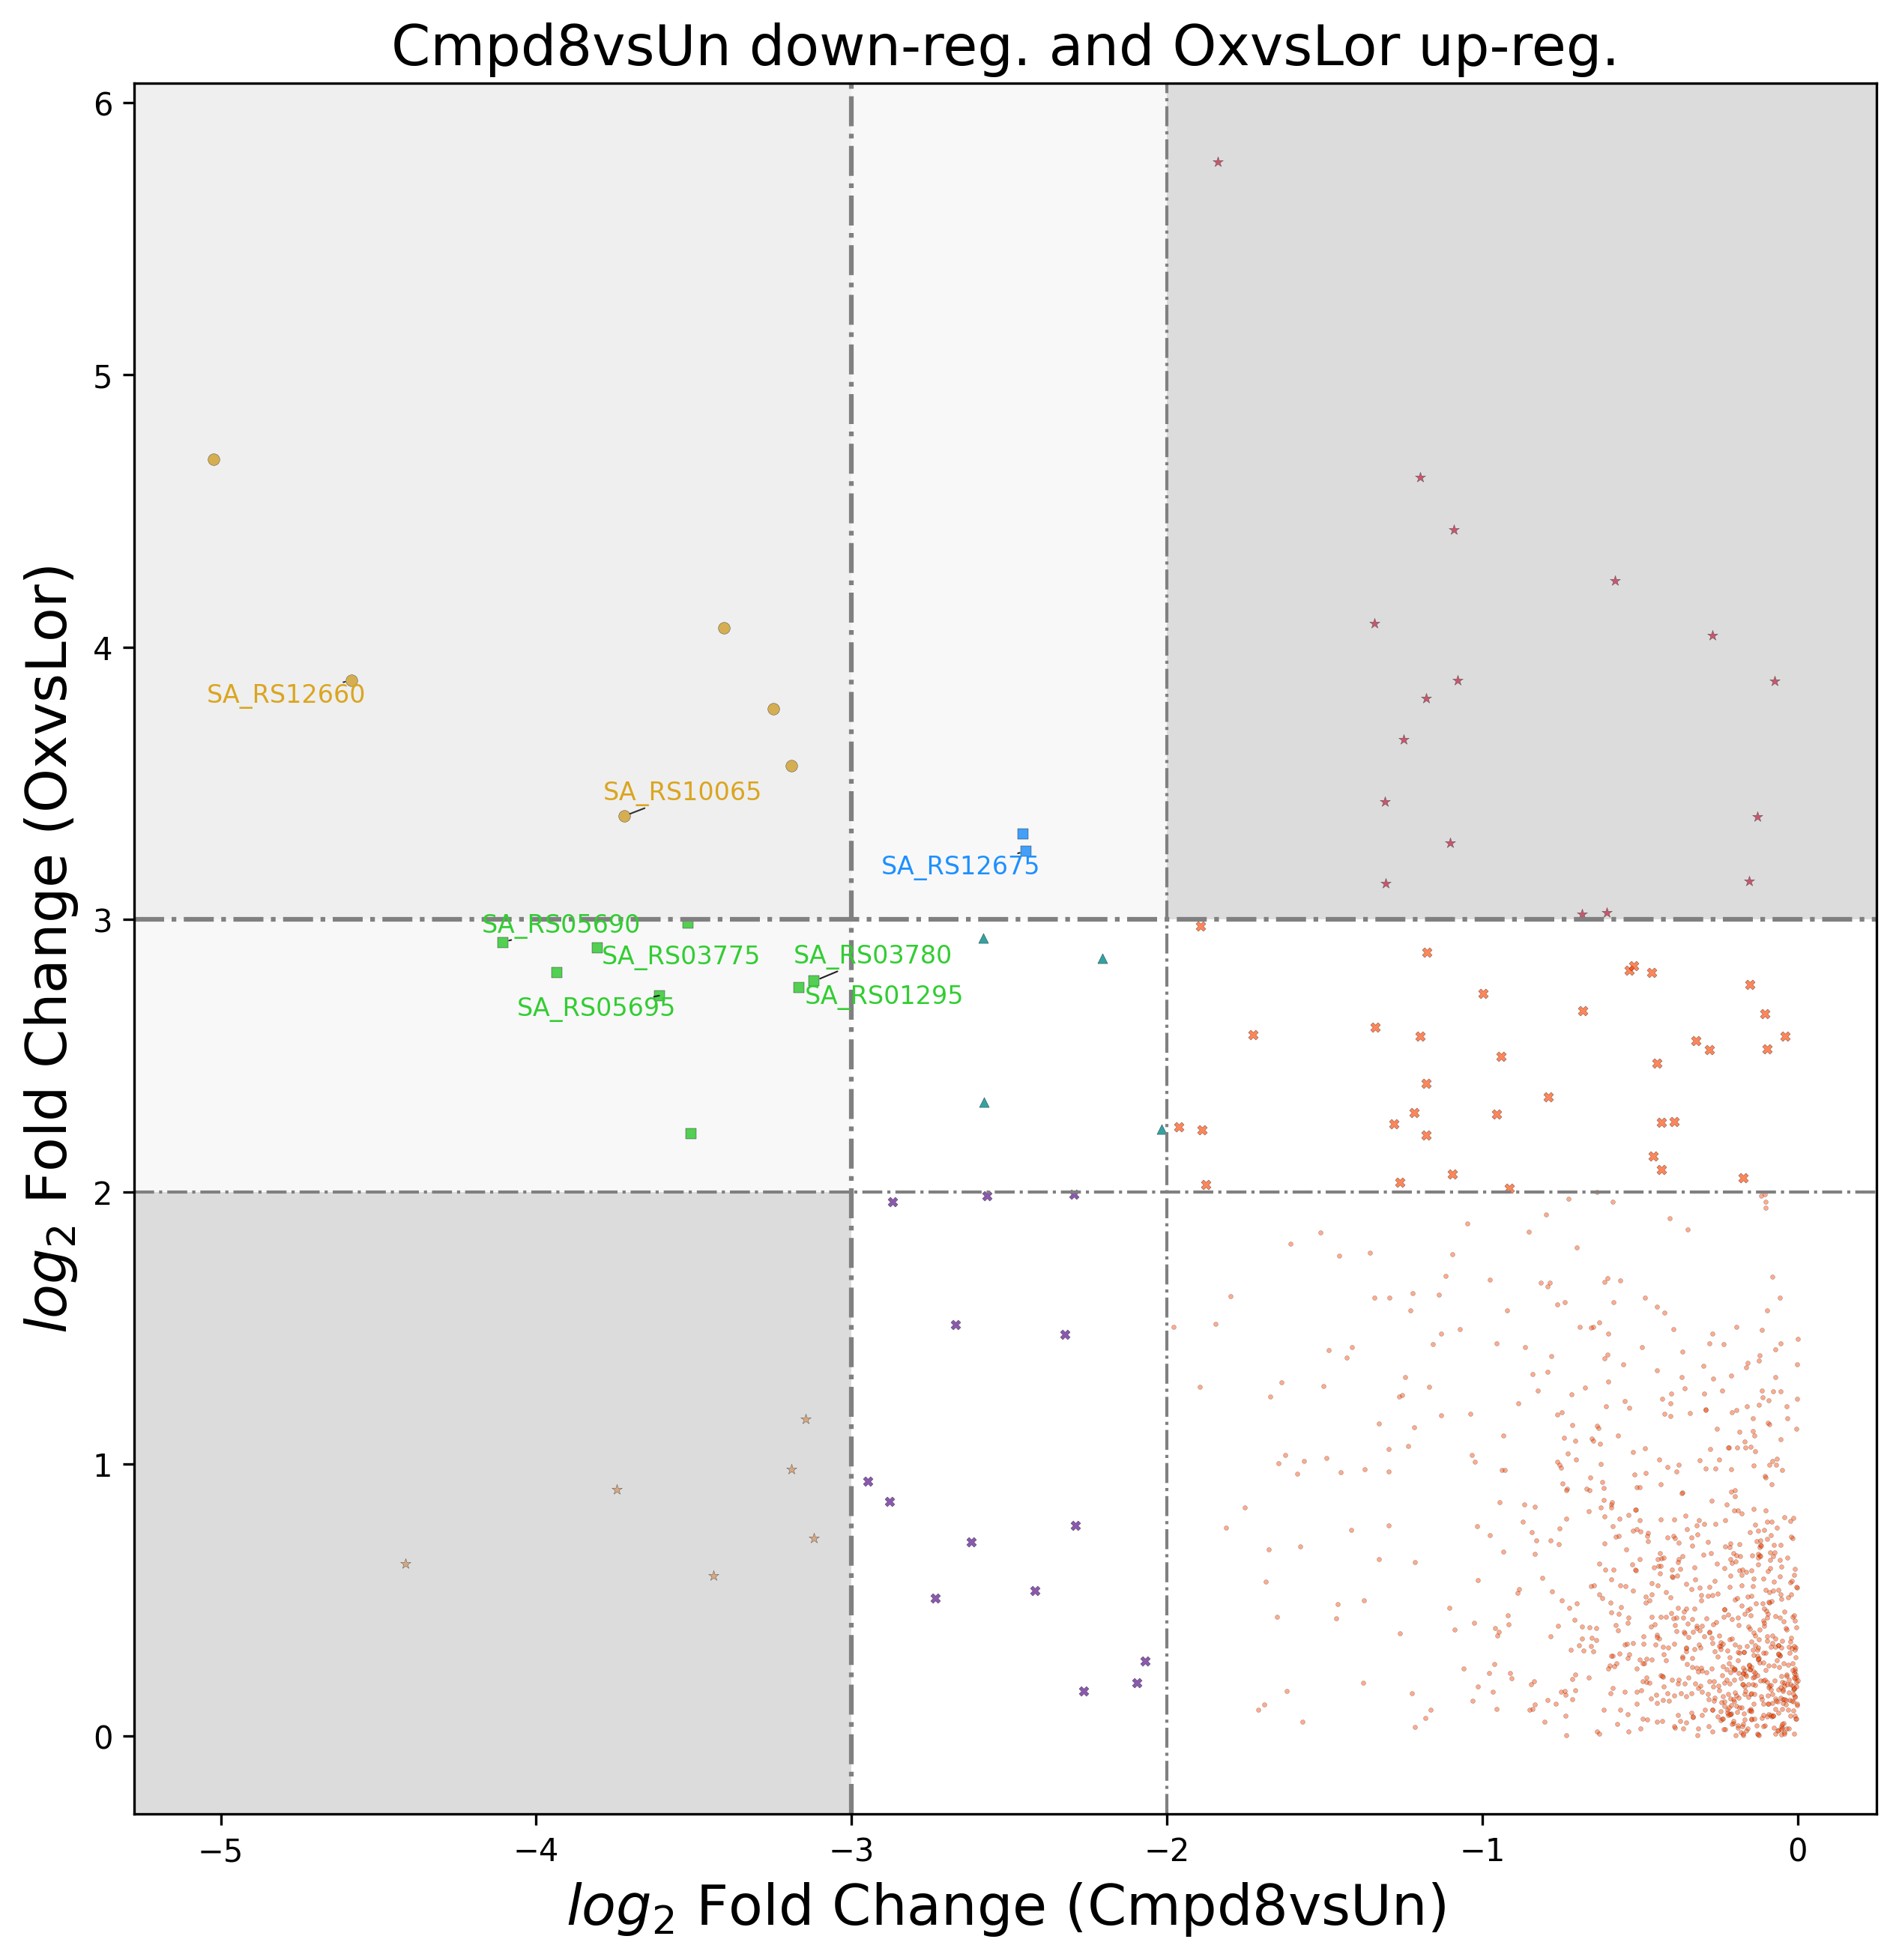 Cmpd8vsUn down-reg. and OxvsLor up-reg.
log2 Fold Change (OxvsLor)
6
5
4
3
2
1
0
SA_RS12660
SA_RS10065
SA_RS12675
SA_RS05690
SA_RS03775
SA_RS03780
SA_RS01295
SA_RS05695
−5
−4
−3
−2
−1
0
log2 Fold Change (Cmpd8vsUn)